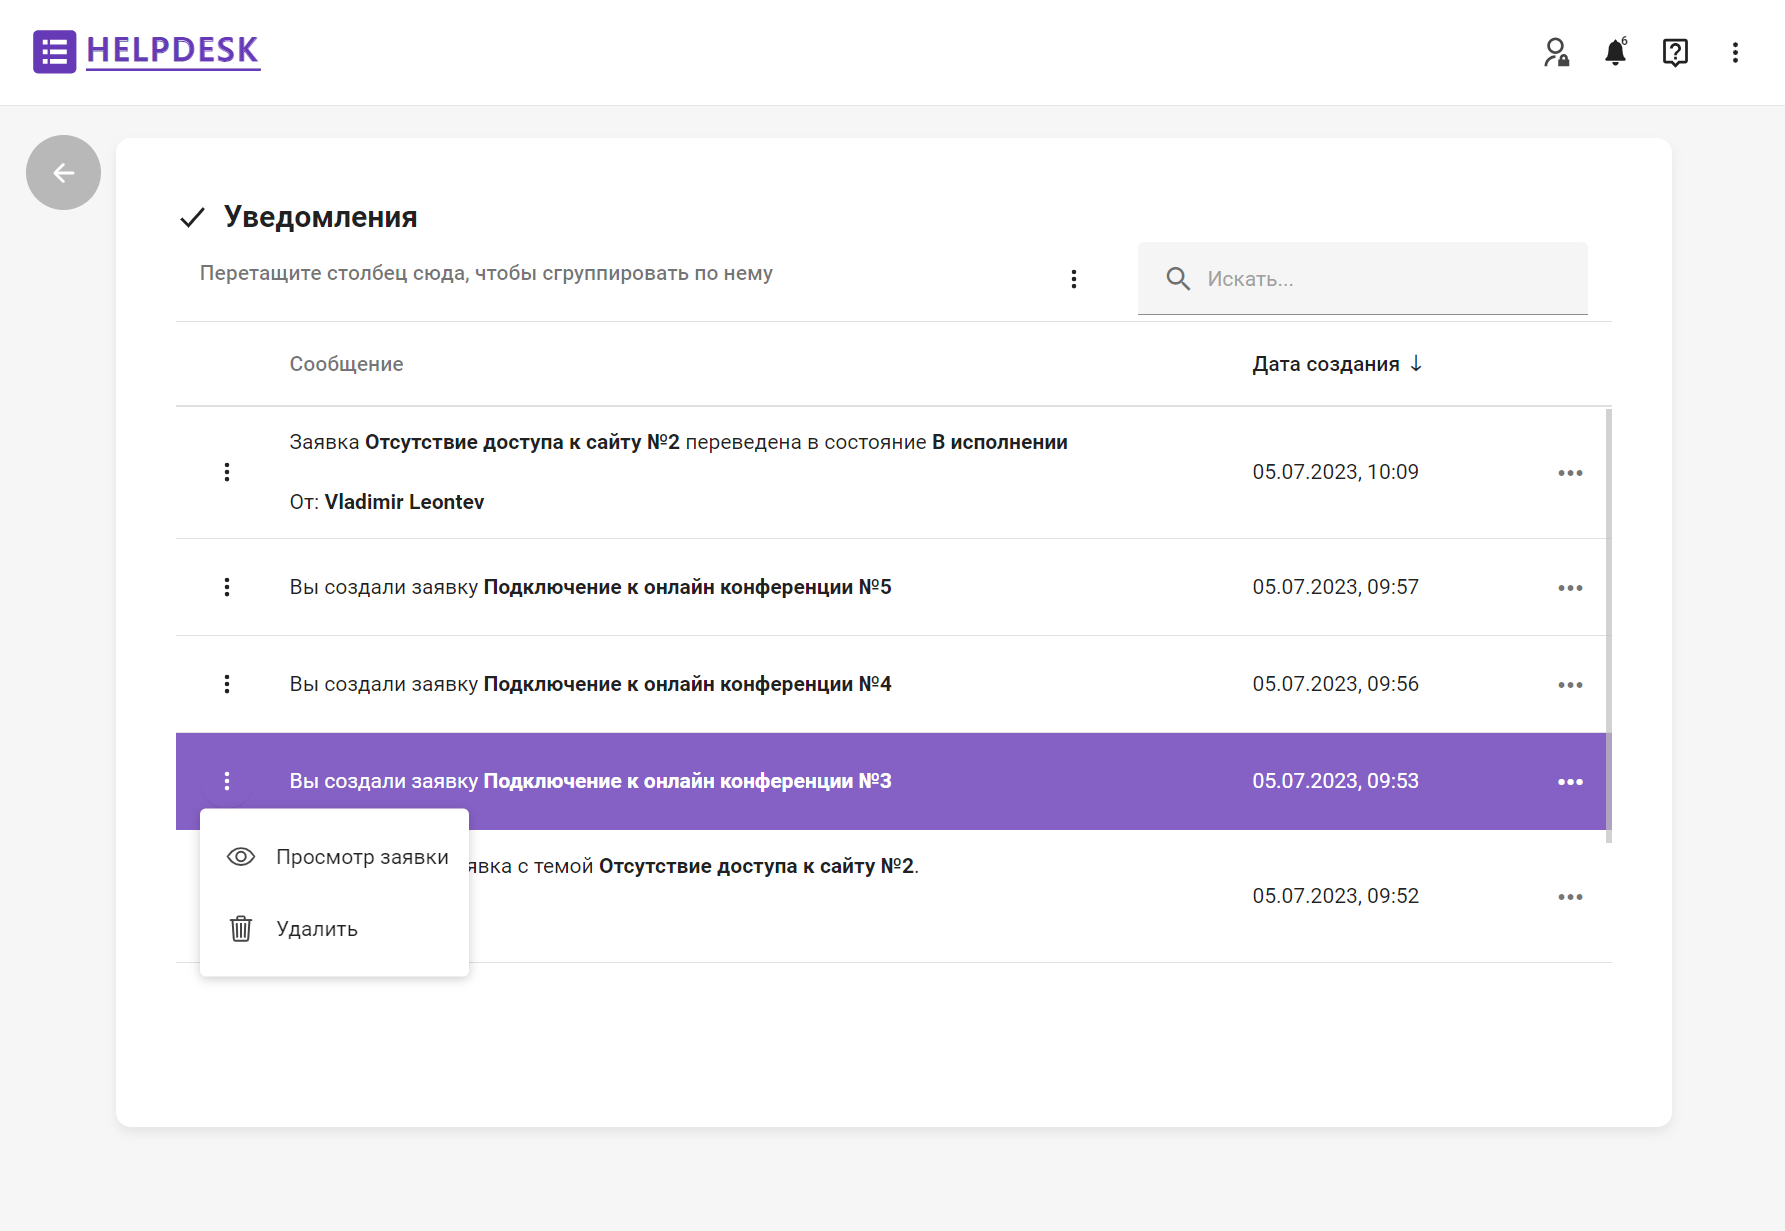 HELPDESK
6
Уведомления
Перетащите столбец сюда, чтобы сгруппировать по нему
Искать...
Сообщение
Дата создания ↓
Заявка Отсутствие доступа к сайту №2 переведена в состояние В исполнении
От: Vladimir Leontev
05.07.2023, 10:09
Вы создали заявку Подключение к онлайн конференции №5
05.07.2023, 09:57
Вы создали заявку Подключение к онлайн конференции №4
05.07.2023, 09:56
Вы создали заявку Подключение к онлайн конференции №3
05.07.2023, 09:53
Просмотр заявки
Удалить
с темой Отсутствие доступа к сайту №2.
05.07.2023, 09:52